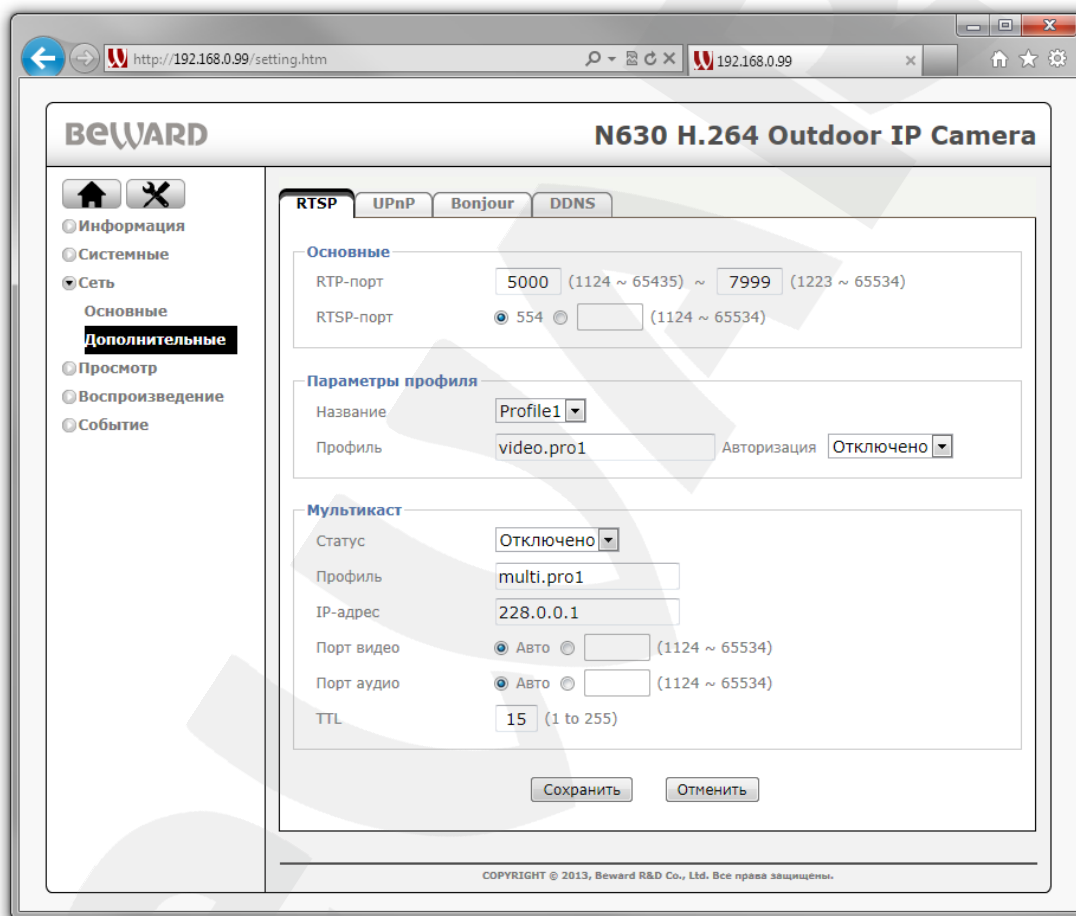 http://192.168.0.99/setting.htm
192.168.0.99
BEWARD
N630 H.264 Outdoor IP Camera
Информация
Системные
Сеть
Основные
Дополнительные
Просмотр
Воспроизведение
Событие
RTSP UPnP Bonjour DDNS
Основные
RTP-порт 5000 (1124 ~ 65435) ~ 7999 (1223 ~ 65534)
RTSP-порт 554 (1124 ~ 65534)
Параметры профиля
Название Profile1
Профиль video.pro1 Авторизация Отключено
Мультикаст
Статус Отключено
Профиль multi.pro1
IP-адрес 228.0.0.1
Порт видео Авто (1124 ~ 65534)
Порт аудио Авто (1124 ~ 65534)
TTL 15 (1 to 255)
Сохранить Отменить
COPYRIGHT © 2013, Beward R&D Co., Ltd. Все права защищены.